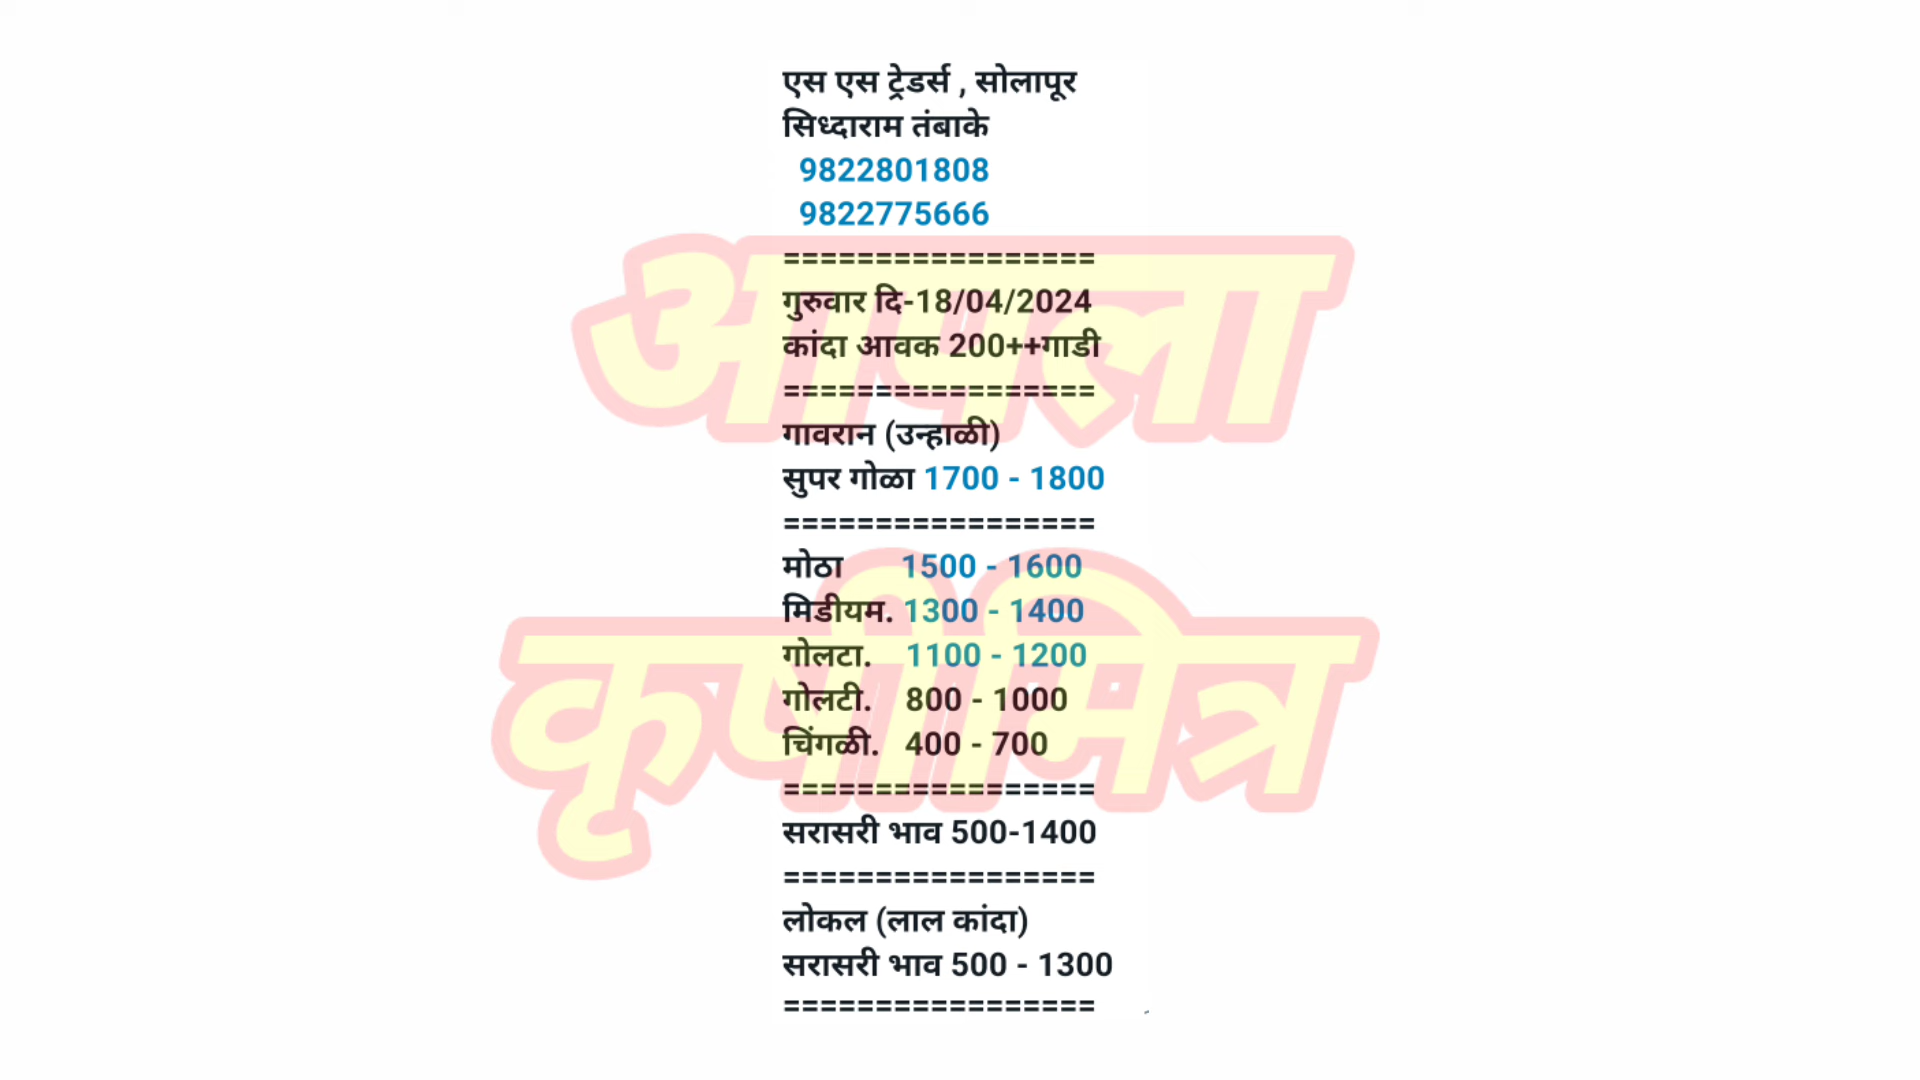 एस एस ट्रेडर्स , सोलापूर
सिध्दाराम तंबाके
9822801808
9822775666
=================
गुरुवार दि-18/04/2024
कांदा आवक 200++गाडी
=================
गावरान (उन्हाळी)
सुपर गोळा 1700 - 1800
=================
मोठा 1500 - 1600
मिडीयम. 1300 - 1400
गोलटा. 1100 - 1200
गोलटी. 800 - 1000
चिंगळी. 400 - 700
=================
सरासरी भाव 500-1400
=================
लोकल (लाल कांदा)
सरासरी भाव 500 - 1300
=================
आपला
कृषीमित्र